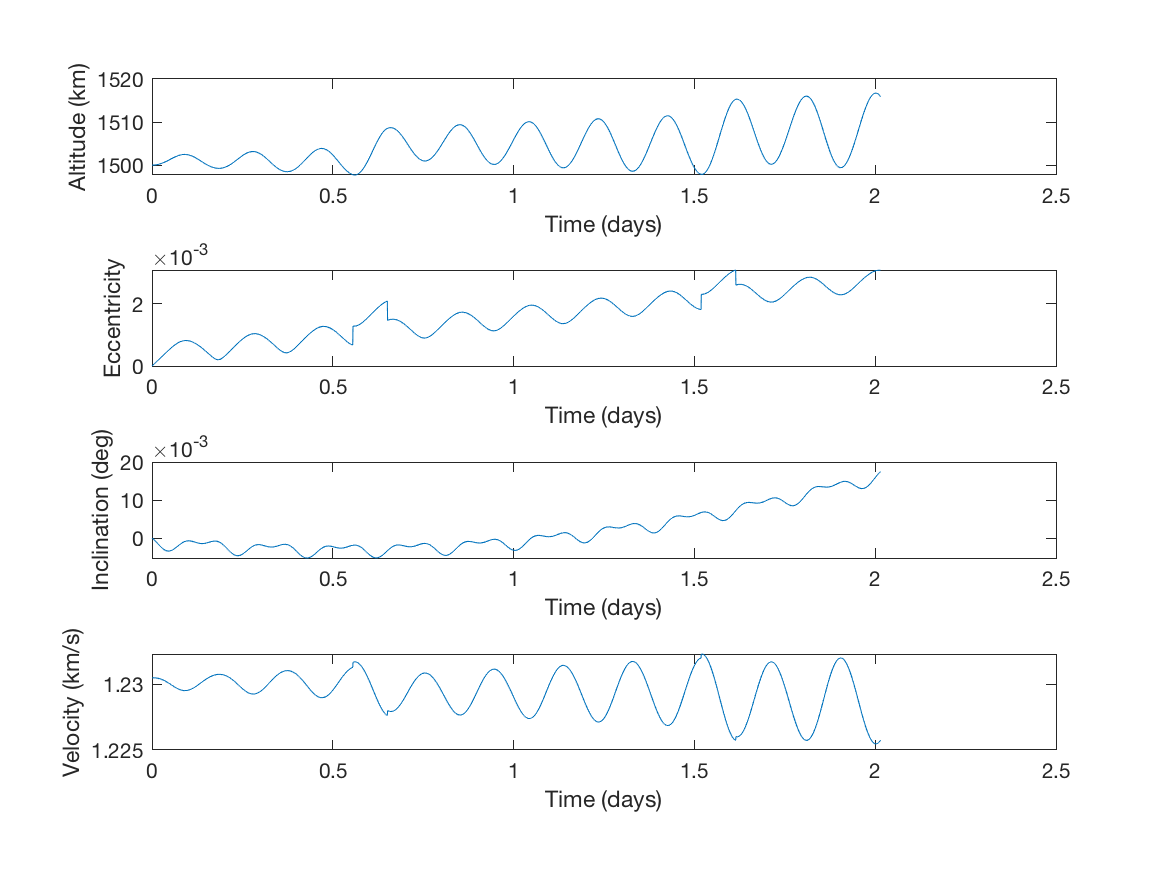 Altitude (km)
1520
1510
1500
0 0.5 1 1.5 2 2.5
Time (days)
×10-3
Eccentricity
2
0
0 0.5 1 1.5 2 2.5
Time (days)
×10-3
Inclination (deg)
20
10
0
0 0.5 1 1.5 2 2.5
Time (days)
Velocity (km/s)
1.23
1.225
0 0.5 1 1.5 2 2.5
Time (days)